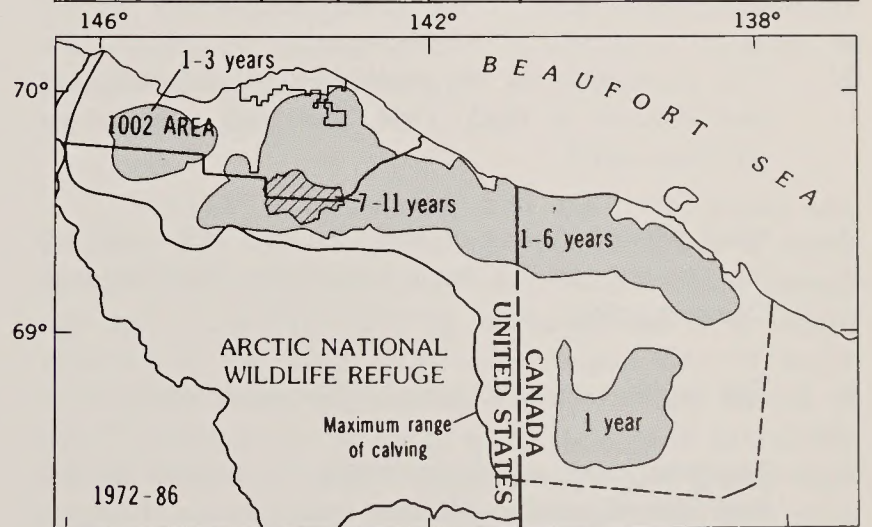 146°
142°
138°
70°
69°
1-3 years
1002 AREA
BEAUFORT
SEA
7-11 years
1-6 years
ARCTIC NATIONAL
WILDLIFE REFUGE
UNITED STATES
CANADA
Maximum range
of calving
1 year
1972-86